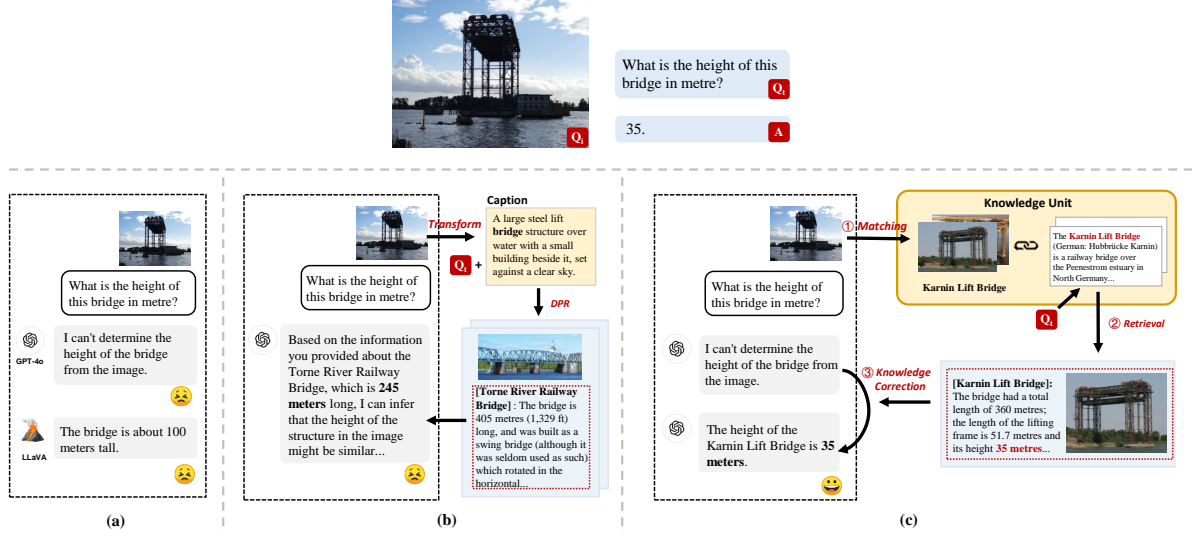 What is the height of this
bridge in metre?
Qt
Qi
35.
A
What is the height of
this bridge in metre?
GPT-4o
I can't determine the
height of the bridge
from the image.
LLaVA
The bridge is about 100
meters tall.
(a)
Transform
Qt +
Caption
A large steel lift
bridge structure over
water with a small
building beside it, set
against a clear sky.
What is the height of
this bridge in metre?
DPR
Based on the information
you provided about the
Torne River Railway
Bridge, which is 245
meters long, I can infer
that the height of the
structure in the image
might be similar...
[Torne River Railway
Bridge] : The bridge is
405 metres (1,329 ft)
long, and was built as a
swing bridge (although it
was seldom used as such)
which rotated in the
horizontal...
(b)
① Matching
Knowledge Unit
Karnin Lift Bridge
The Karnin Lift Bridge
(German: Hubbrücke Karnin)
is a railway bridge over
the Peenestrom estuary in
North Germany...
Qt
② Retrieval
What is the height of
this bridge in metre?
I can't determine the
height of the bridge from
the image.
③ Knowledge
Correction
[Karnin Lift Bridge]:
The bridge had a total
length of 360 metres;
the length of the lifting
frame is 51.7 metres and
its height 35 metres...
The height of the
Karnin Lift Bridge is 35
meters.
(c)